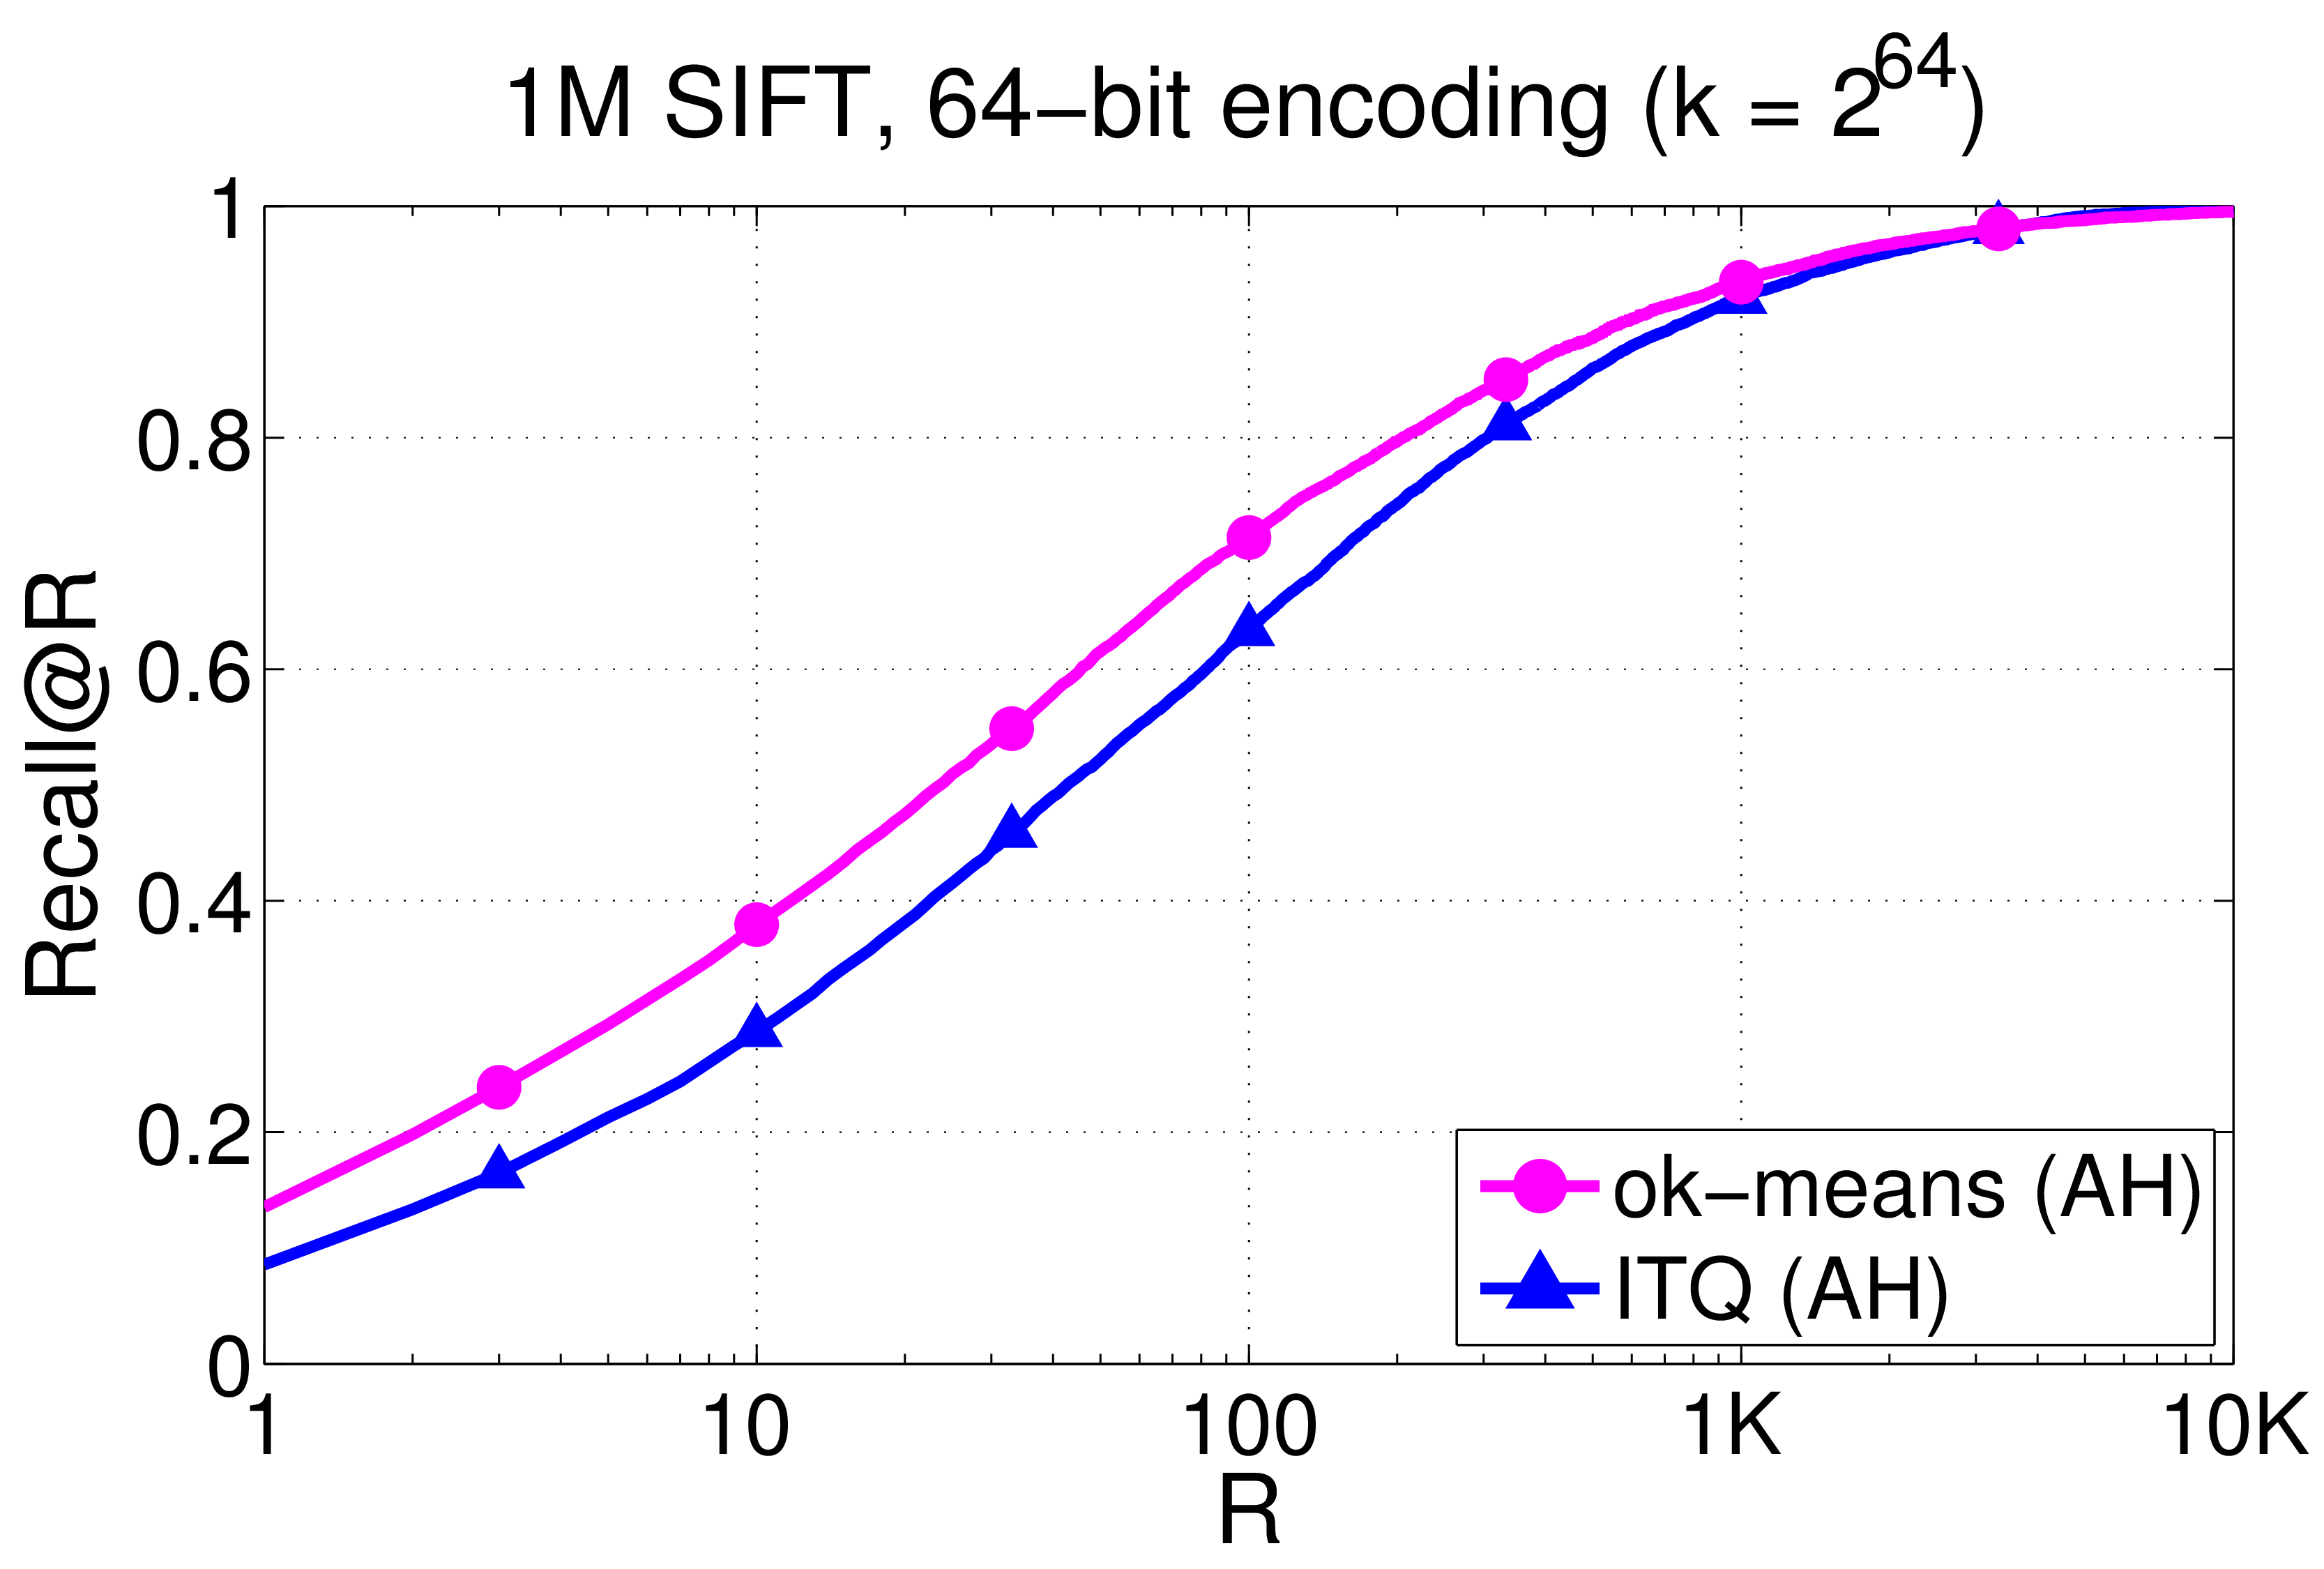 1M SIFT, 64−bit encoding (k = 2^64)
Recall@R
1
0.8
0.6
0.4
0.2
0
1 10 100 1K 10K
R
ok−means (AH)
ITQ (AH)